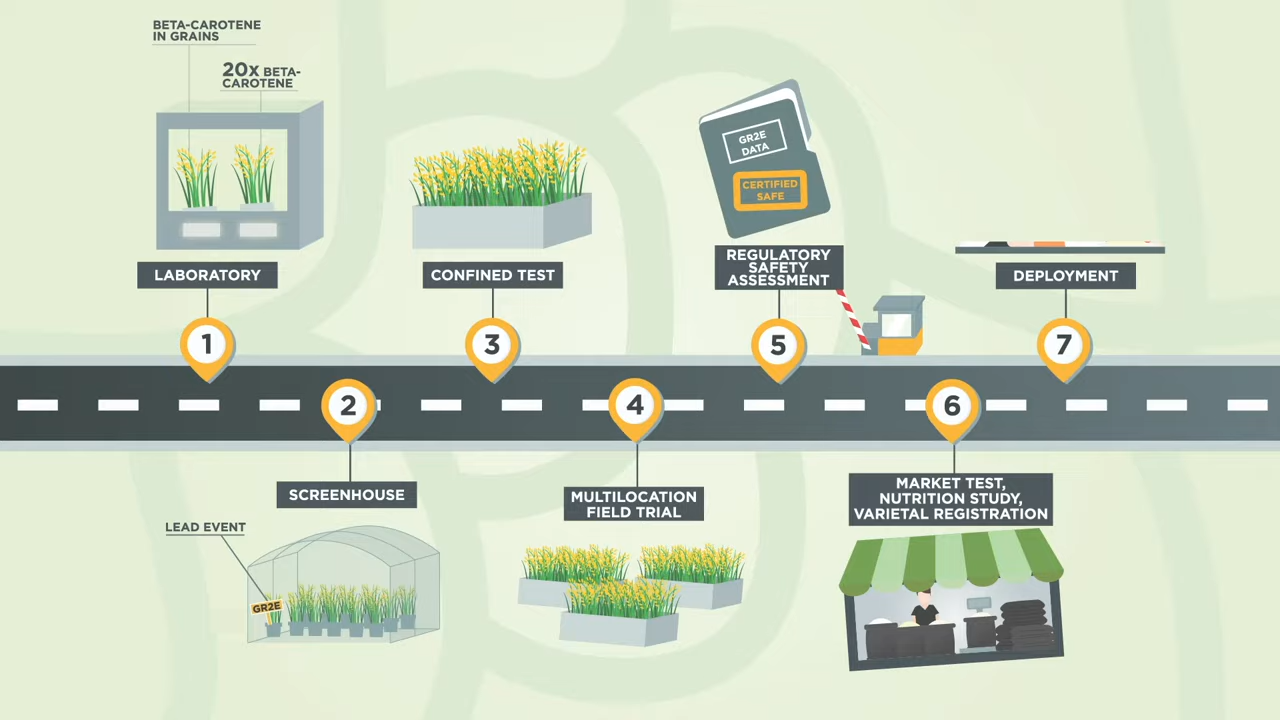 BETA-CAROTENE
IN GRAINS
20x BETA-
CAROTENE
LABORATORY
1
SCREENHOUSE
2
LEAD EVENT
GR2E
CONFINED TEST
3
MULTILOCATION
FIELD TRIAL
4
GR2E
DATA
CERTIFIED
SAFE
REGULATORY
SAFETY
ASSESSMENT
5
MARKET TEST,
NUTRITION STUDY,
VARIETAL REGISTRATION
6
DEPLOYMENT
7